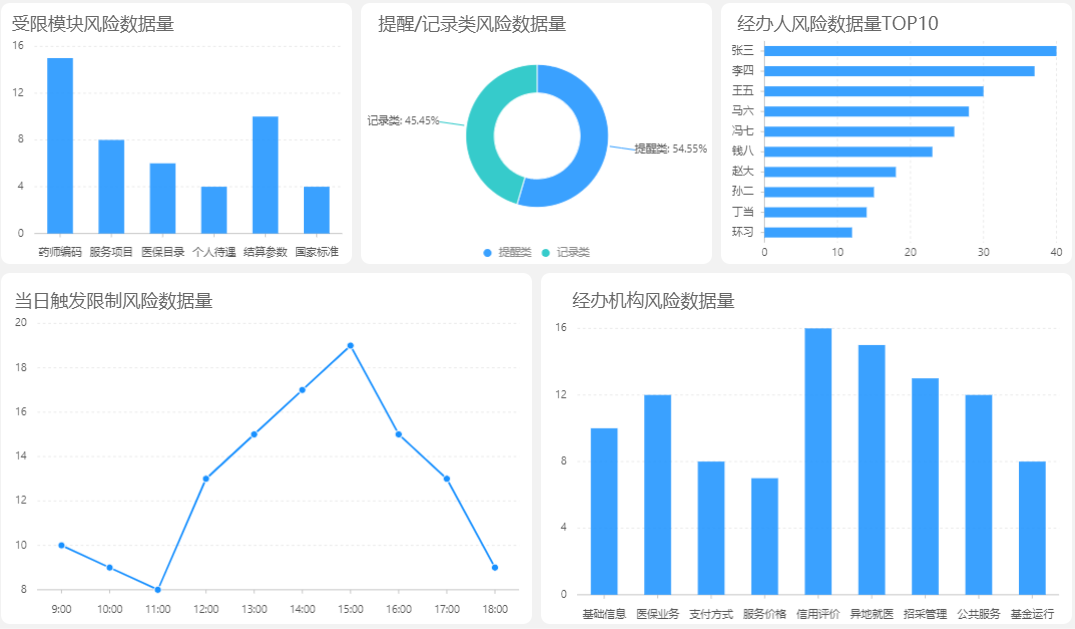 受限模块风险数据量
16
12
8
4
0
药师编码 服务项目 医保目录 个人待遇 结算参数 国家标准
提醒/记录类风险数据量
记录类: 45.45%
提醒类: 54.55%
提醒类 记录类
经办人风险数据量TOP10
张三
李四
王五
马六
冯七
钱八
赵大
孙二
丁当
环习
0 10 20 30 40
当日触发限制风险数据量
20
18
16
14
12
10
8
9:00 10:00 11:00 12:00 13:00 14:00 15:00 16:00 17:00 18:00
经办机构风险数据量
16
12
8
4
0
基础信息 医保业务 支付方式 服务价格 信用评价 异地就医 招采管理 公共服务 基金运行